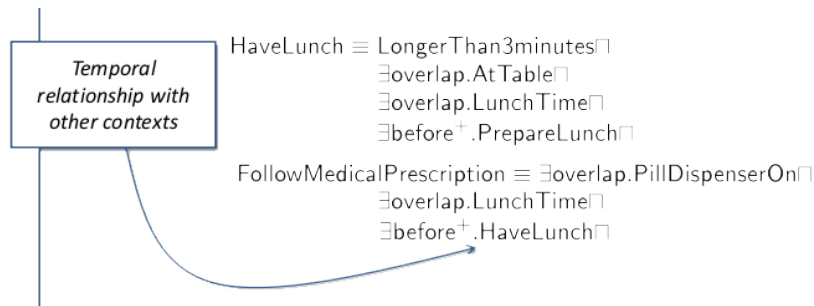 Temporal
relationship with
other contexts
HaveLunch ≡ LongerThan3minutes⊓
∃overlap.AtTable⊓
∃overlap.LunchTime⊓
∃before⁺.PrepareLunch⊓
FollowMedicalPrescription ≡ ∃overlap.PillDispenserOn⊓
∃overlap.LunchTime⊓
∃before⁺.HaveLunch⊓